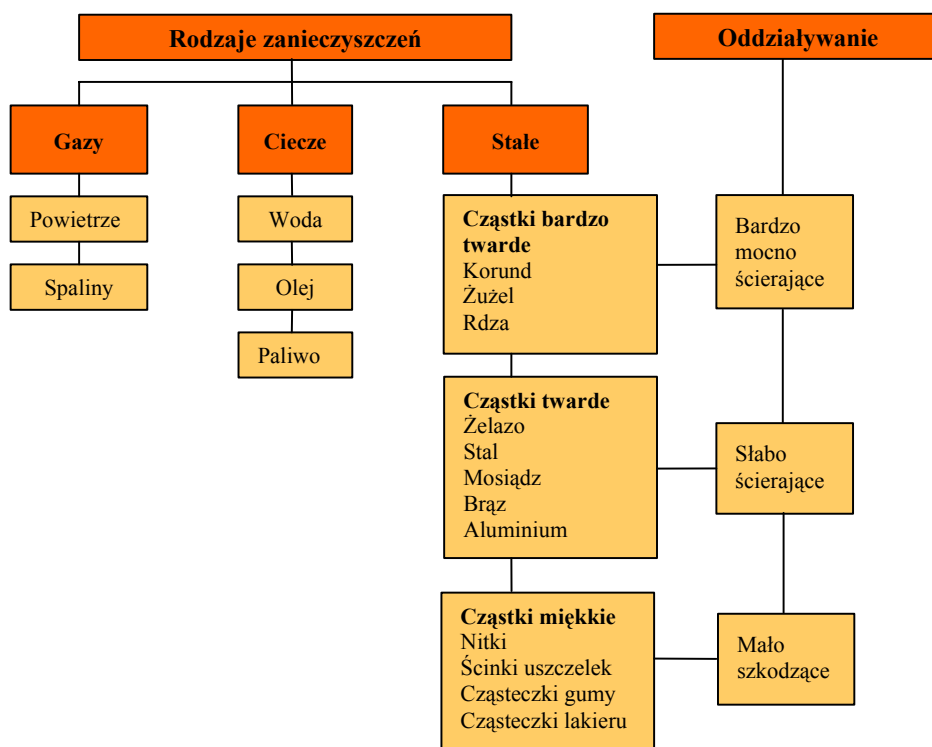 Rodzaje zanieczyszczeń
Oddziaływanie
Gazy
Ciecze
Stałe
Powietrze
Spaliny
Woda
Olej
Paliwo
Cząstki bardzo
twarde
Korund
Żużel
Rdza
Bardzo
mocno
ścierające
Cząstki twarde
Żelazo
Stal
Mosiądz
Brąz
Aluminium
Słabo
ścierające
Cząstki miękkie
Nitki
Ścinki uszczelek
Cząsteczki gumy
Cząsteczki lakieru
Mało
szkodzące